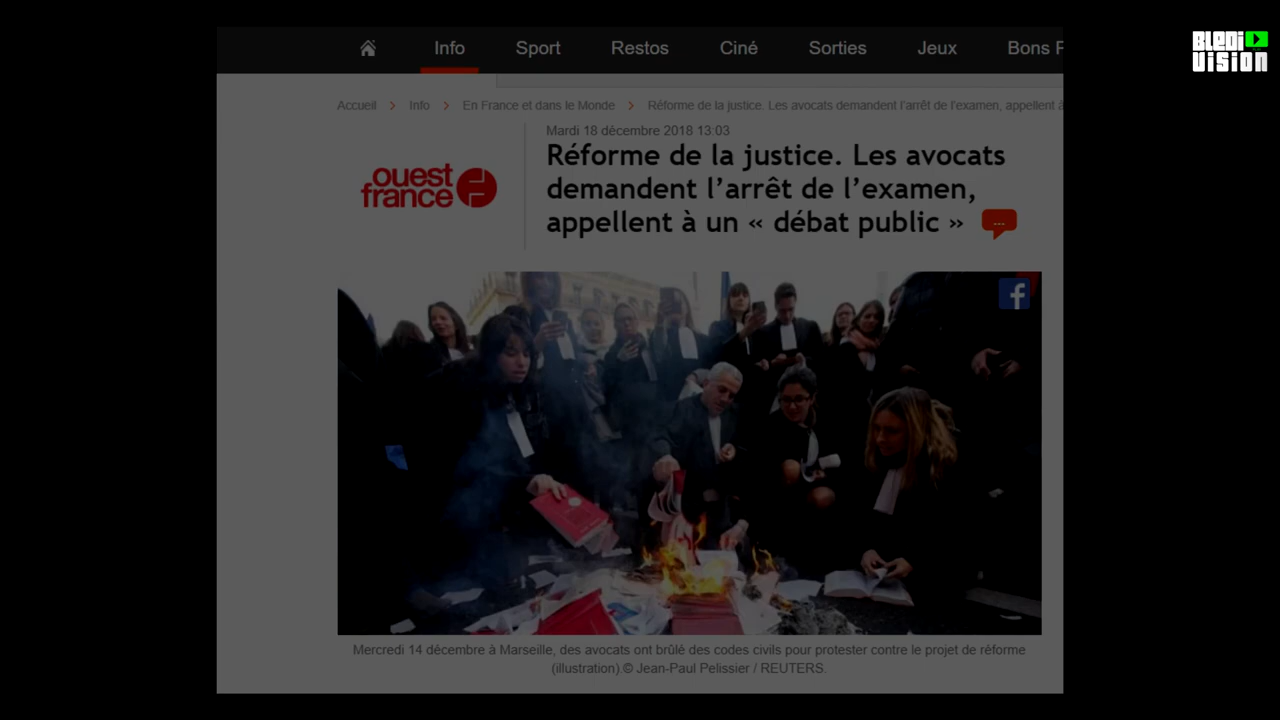 BLEDi
Vision
Info Sport Restos Ciné Sorties Jeux Bons
Accueil > Info > En France et dans le Monde > Réforme de la justice. Les avocats demandent l'arrêt de l'examen, appellent
Mardi 18 décembre 2018 13:03
Réforme de la justice. Les avocats
demandent l'arrêt de l'examen,
appellent à un « débat public »
ouest
france
Mercredi 14 décembre à Marseille, des avocats ont brûlé des codes civils pour protester contre le projet de réforme
(illustration).© Jean-Paul Pelissier / REUTERS.